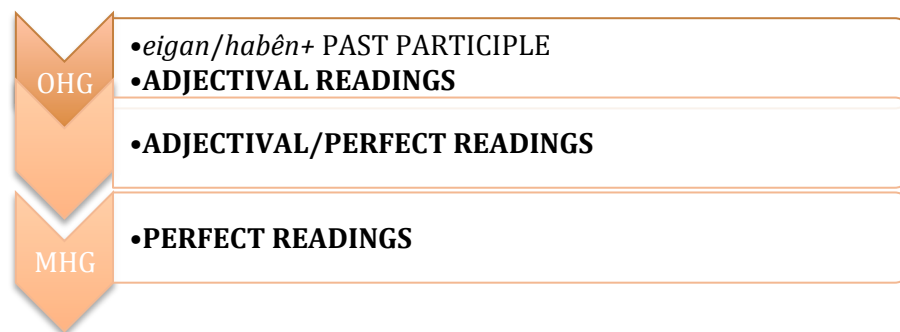 OHG
•eigan/habên+ PAST PARTICIPLE
•ADJECTIVAL READINGS
•ADJECTIVAL/PERFECT READINGS
MHG
•PERFECT READINGS